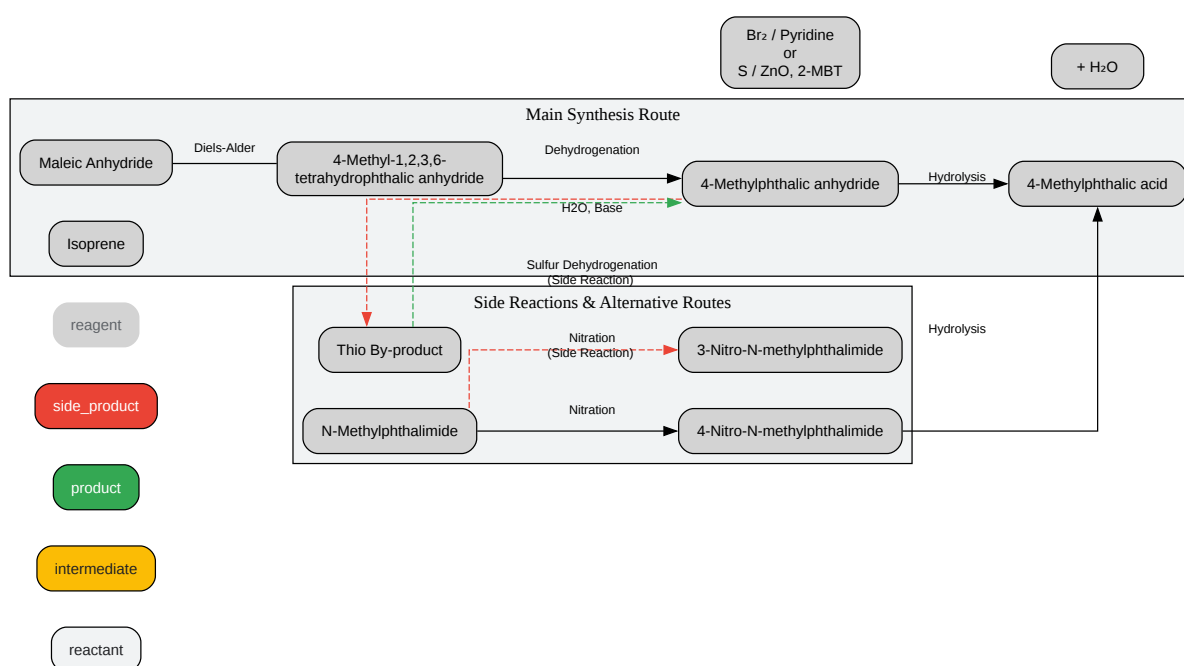 Br₂ / Pyridine
or
S / ZnO, 2-MBT
+ H₂O
Main Synthesis Route
Maleic Anhydride
Diels-Alder
4-Methyl-1,2,3,6-
tetrahydrophthalic anhydride
Dehydrogenation
4-Methylphthalic anhydride
Hydrolysis
4-Methylphthalic acid
H2O, Base
Isoprene
Sulfur Dehydrogenation
(Side Reaction)
Side Reactions & Alternative Routes
reagent
Thio By-product
Nitration
(Side Reaction)
3-Nitro-N-methylphthalimide
Hydrolysis
side_product
N-Methylphthalimide
Nitration
4-Nitro-N-methylphthalimide
product
intermediate
reactant